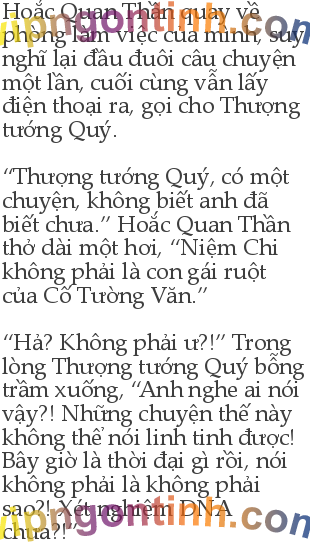 Hoắc Quan Thần quay về
phòng làm việc của mình, suy
nghĩ lại đầu đuôi câu chuyện
một lần, cuối cùng vẫn lấy
điện thoại ra, gọi cho Thượng
tướng Quý.
“Thượng tướng Quý, có một
chuyện, không biết anh đã
biết chưa.” Hoắc Quan Thần
thở dài một hơi, “Niệm Chi
không phải là con gái ruột
của Cố Tường Văn.”
“Hả? Không phải ư?!” Trong
lòng Thượng tướng Quý bỗng
trầm xuống, “Anh nghe ai nói
vậy?! Những chuyện thế này
không thể nói linh tinh được!
Bây giờ là thời đại gì rồi, nói
không phải là không phải
sao?! Xét nghiệm DNA
chưa?!”
vipngontinh.com
vipngontinh.com